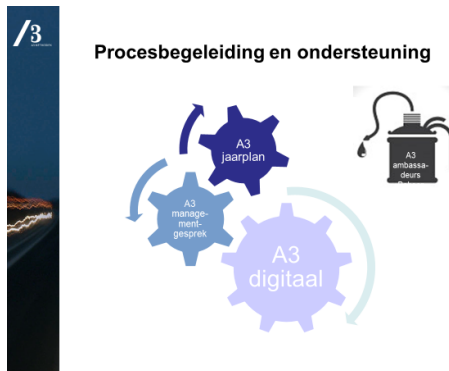 /3
Procesbegeleiding en ondersteuning
A3
jaarplan
A3
manage-
ment-
gesprek
A3
digitaal
A3
ambassa-
deurs